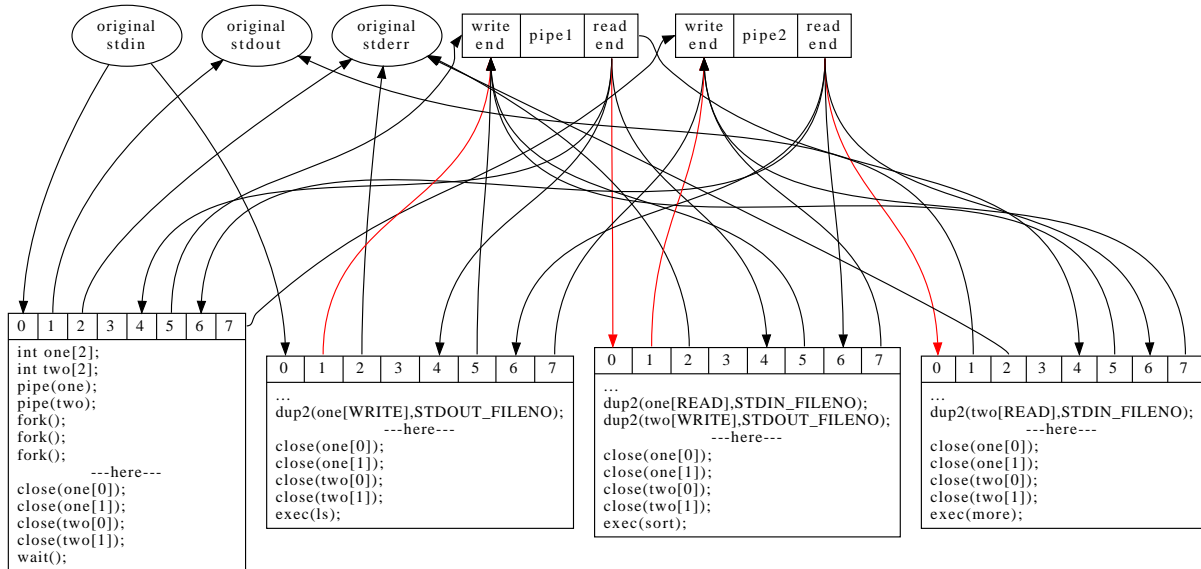 original
stdin
original
stdout
original
stderr
write
end
pipe1
read
end
write
end
pipe2
read
end
0 1 2 3 4 5 6 7
int one[2];
int two[2];
pipe(one);
pipe(two);
fork();
fork();
fork();
---here---
close(one[0]);
close(one[1]);
close(two[0]);
close(two[1]);
wait();
0 1 2 3 4 5 6 7
...
dup2(one[WRITE],STDOUT_FILENO);
---here---
close(one[0]);
close(one[1]);
close(two[0]);
close(two[1]);
exec(ls);
0 1 2 3 4 5 6 7
...
dup2(one[READ],STDIN_FILENO);
dup2(two[WRITE],STDOUT_FILENO);
---here---
close(one[0]);
close(one[1]);
close(two[0]);
close(two[1]);
exec(sort);
0 1 2 3 4 5 6 7
...
dup2(two[READ],STDIN_FILENO);
---here---
close(one[0]);
close(one[1]);
close(two[0]);
close(two[1]);
exec(more);